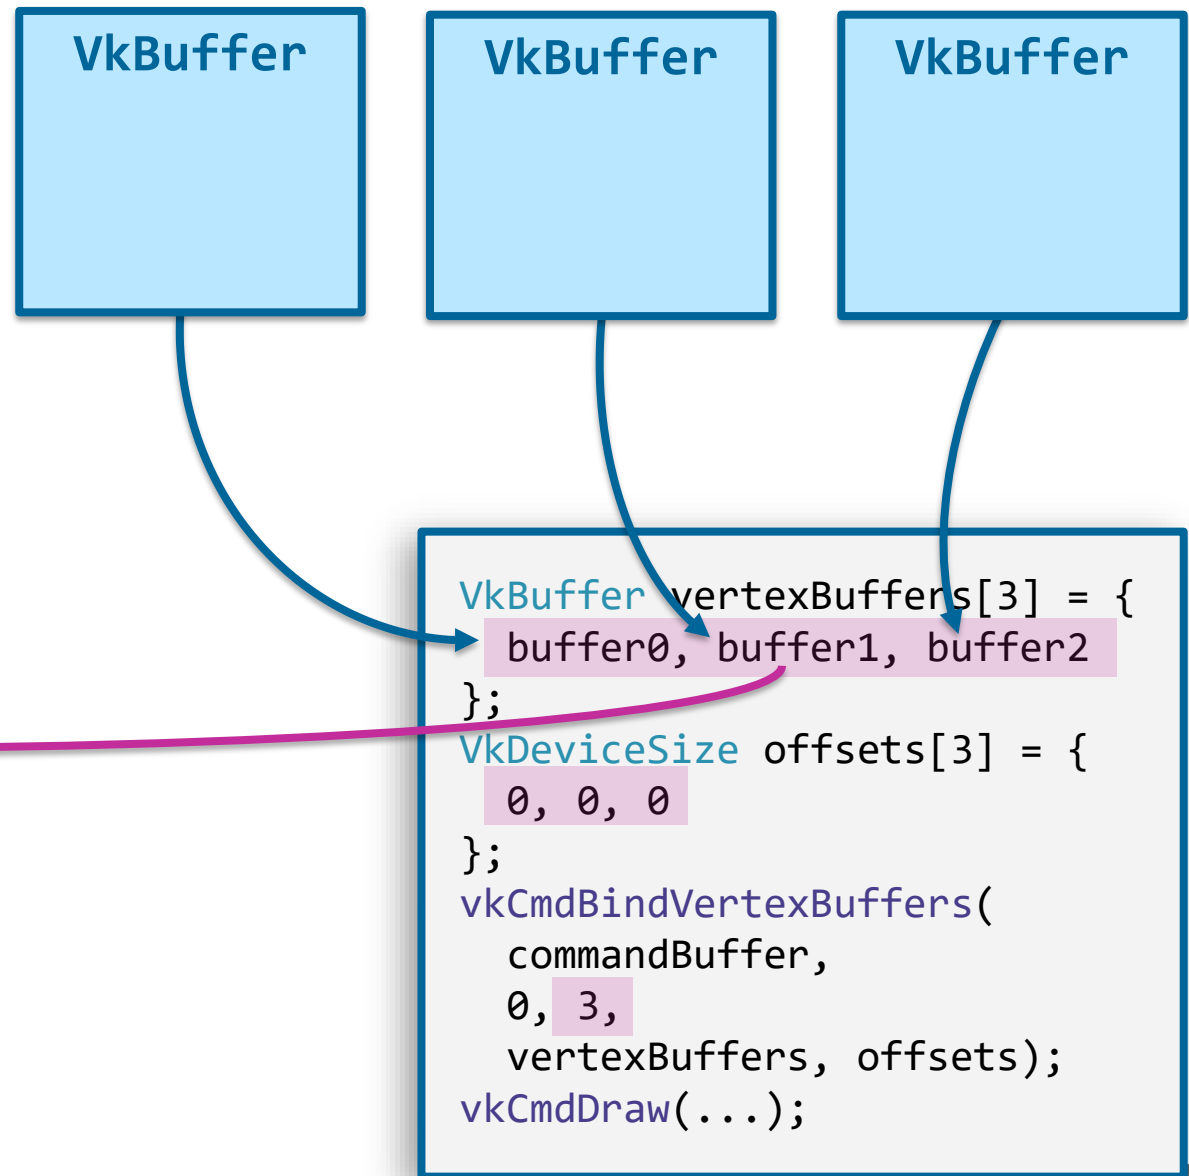 VkBuffer VkBuffer VkBuffer
VkBuffer vertexBuffers[3] = {
buffer0, buffer1, buffer2
};
VkDeviceSize offsets[3] = {
0, 0, 0
};
vkCmdBindVertexBuffers(
commandBuffer,
0, 3,
vertexBuffers, offsets);
vkCmdDraw(...);